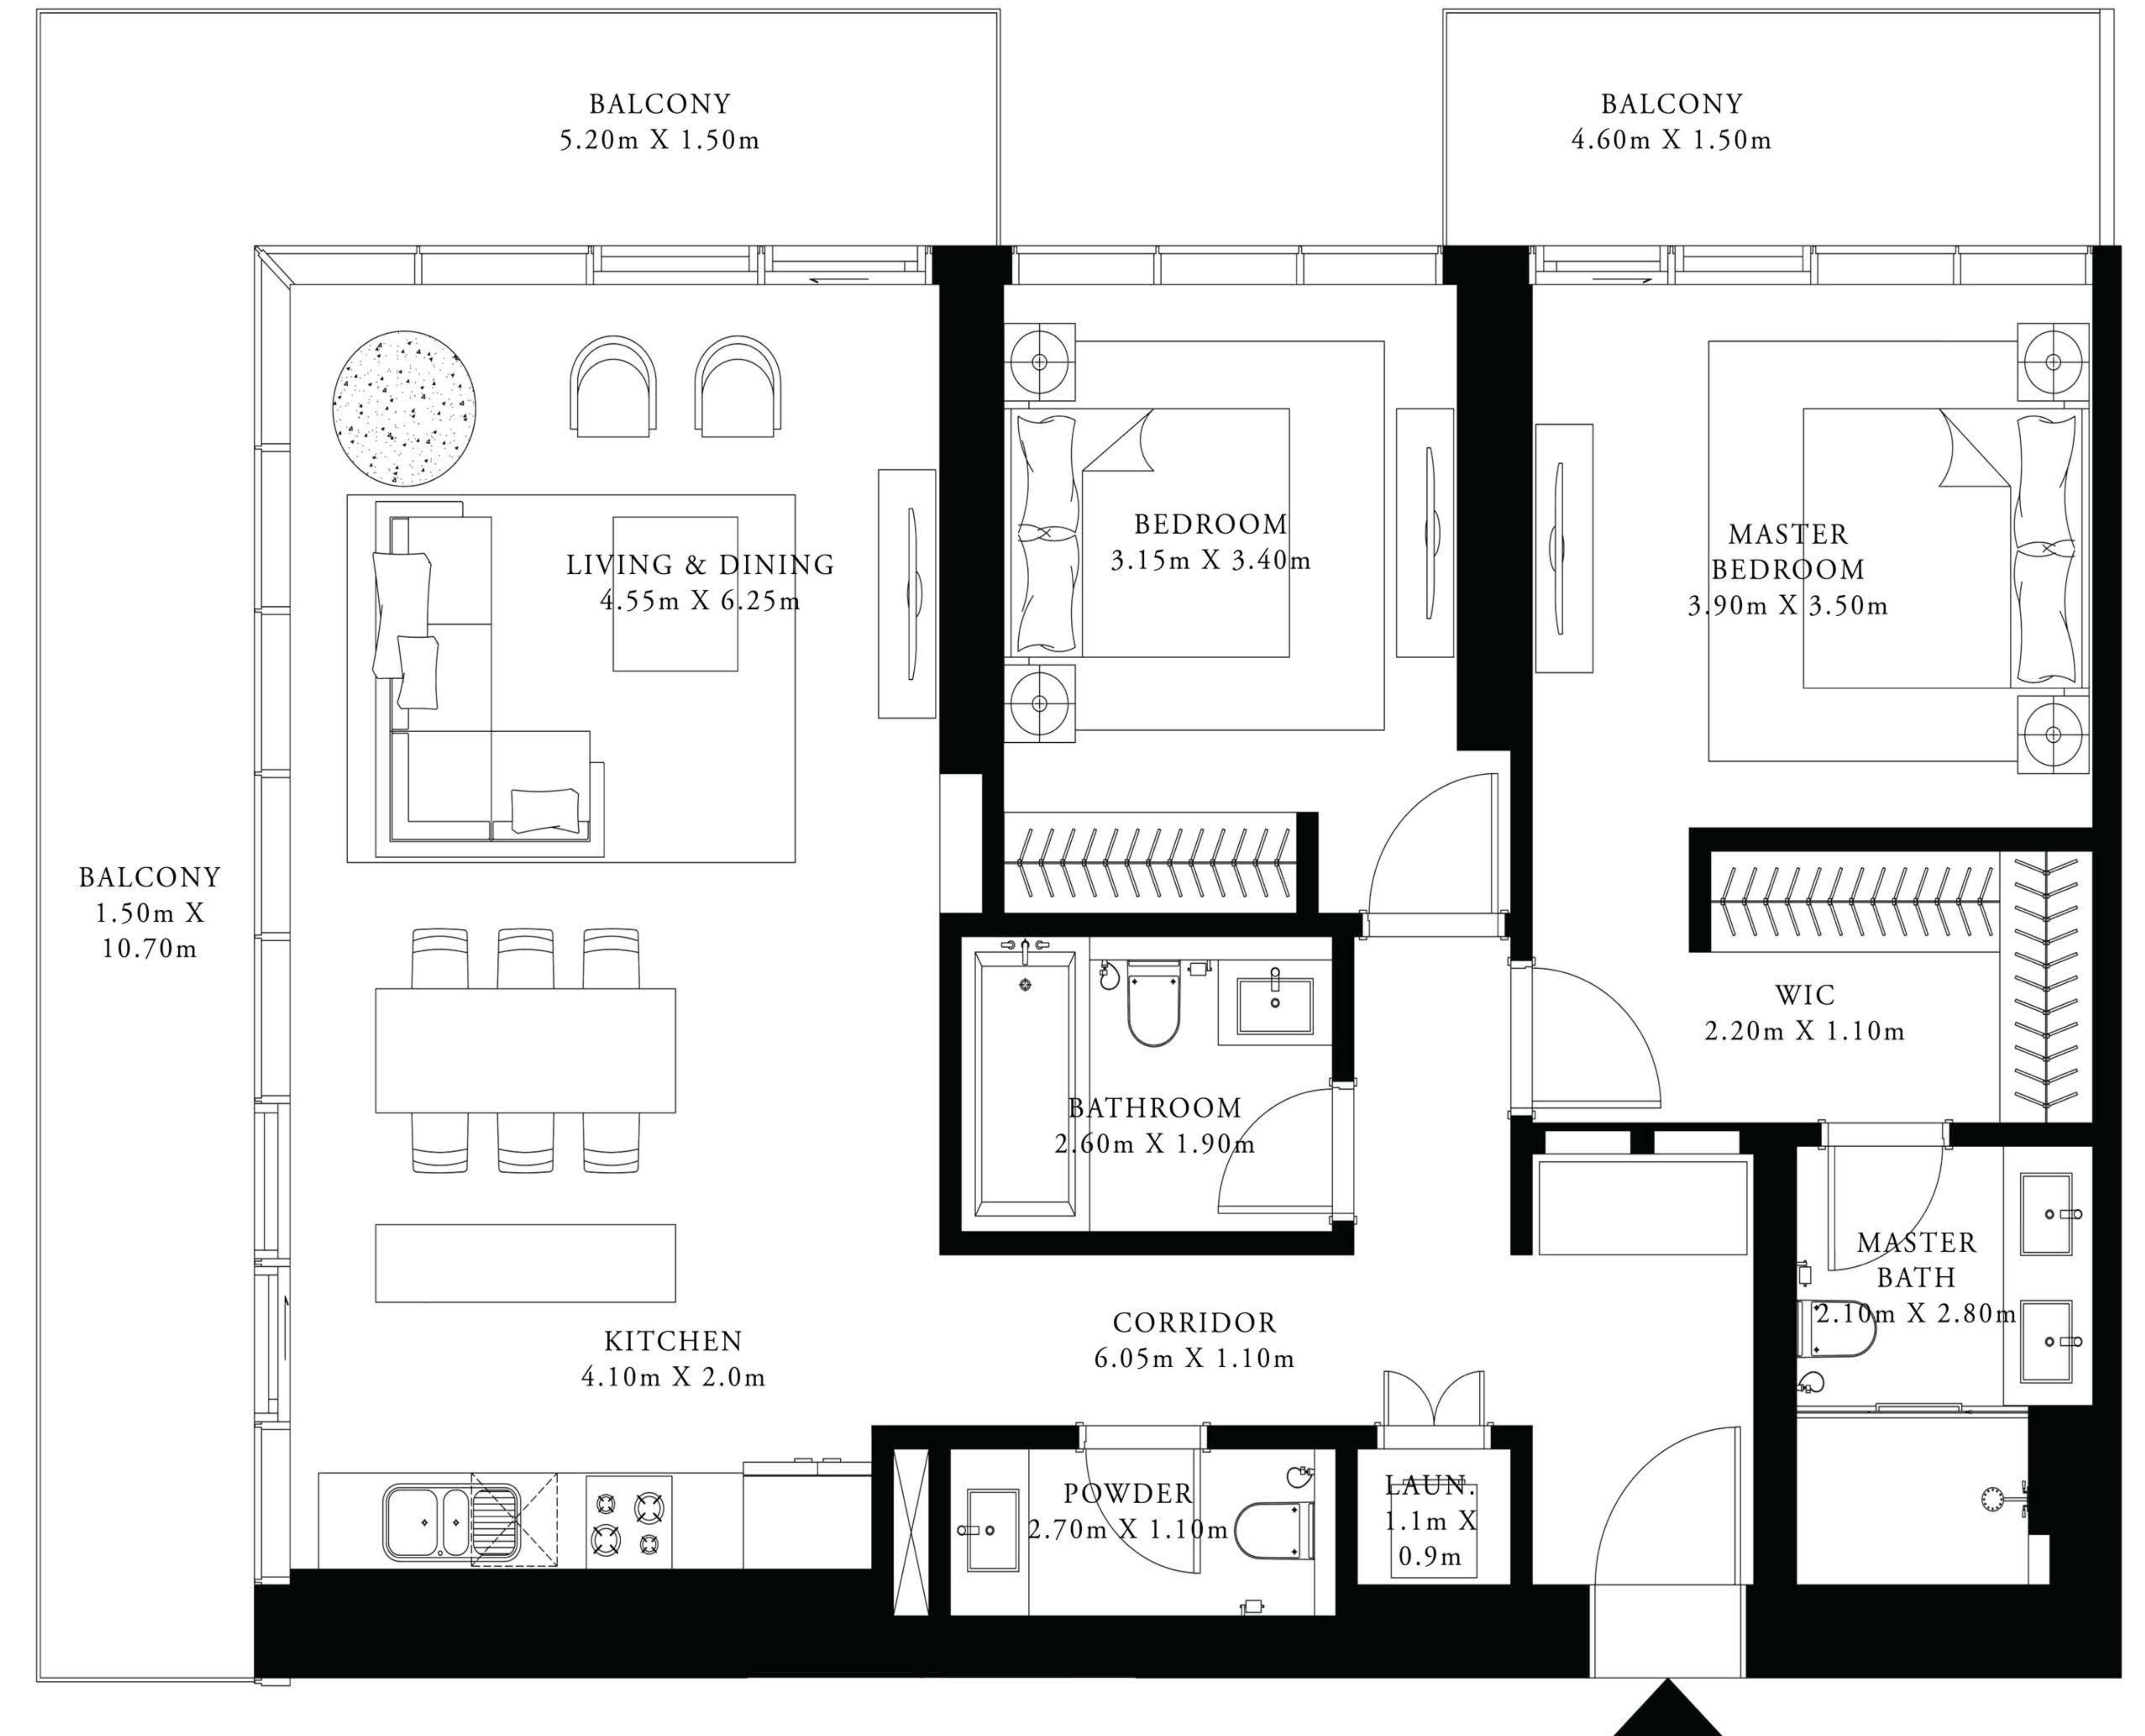 BALCONY
5.20m X 1.50m
BALCONY
4.60m X 1.50m
LIVING & DINING
4.55m X 6.25m
BEDROOM
3.15m X 3.40m
MASTER
BEDROOM
3.90m X 3.50m
BALCONY
1.50m X
10.70m
WIC
2.20m X 1.10m
BATHROOM
2.60m X 1.90m
MASTER
BATH
2.10m X 2.80m
KITCHEN
4.10m X 2.0m
CORRIDOR
6.05m X 1.10m
POWDER
2.70m X 1.10m
LAUN.
1.1m X
0.9m